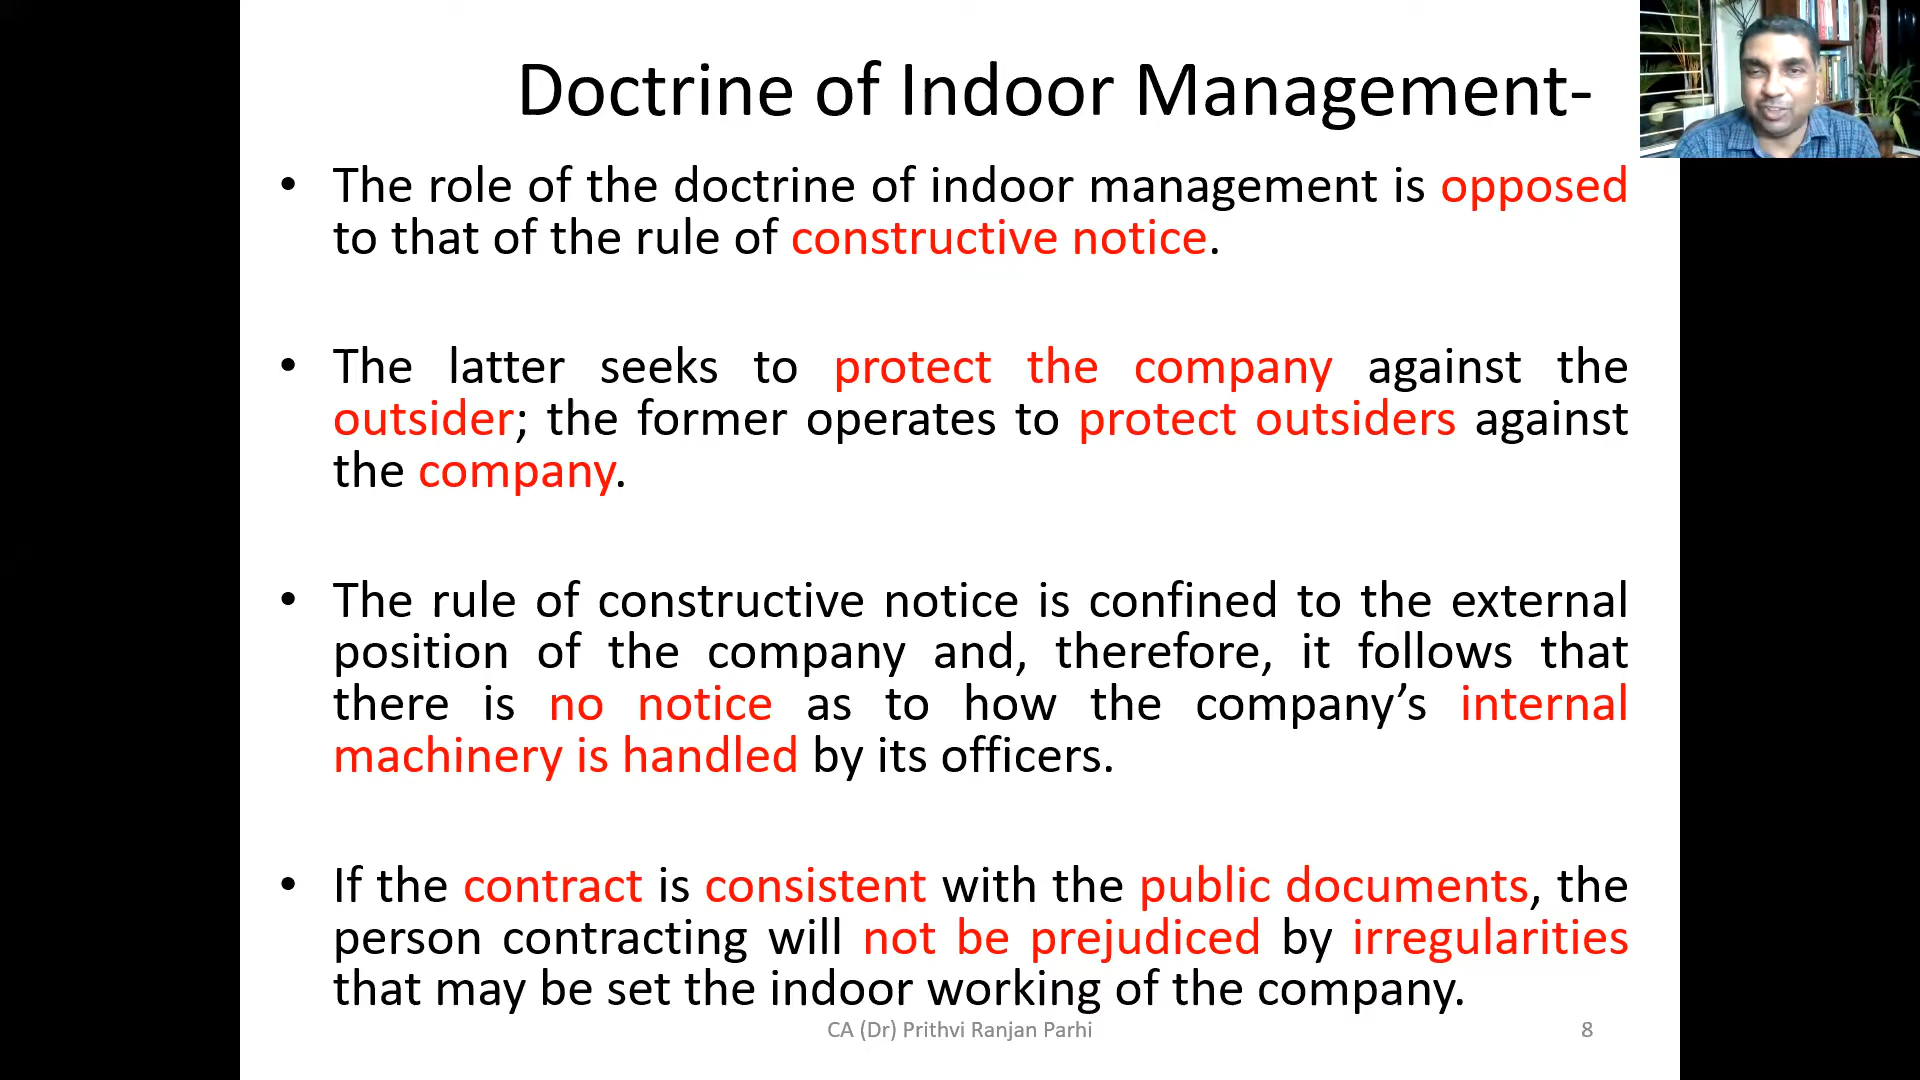 Doctrine of Indoor Management-
• The role of the doctrine of indoor management is opposed
to that of the rule of constructive notice.
• The latter seeks to protect the company against the
outsider; the former operates to protect outsiders against
the company.
• The rule of constructive notice is confined to the external
position of the company and, therefore, it follows that
there is no notice as to how the company’s internal
machinery is handled by its officers.
• If the contract is consistent with the public documents, the
person contracting will not be prejudiced by irregularities
that may be set the indoor working of the company.
CA (Dr) Prithvi Ranjan Parhi
8